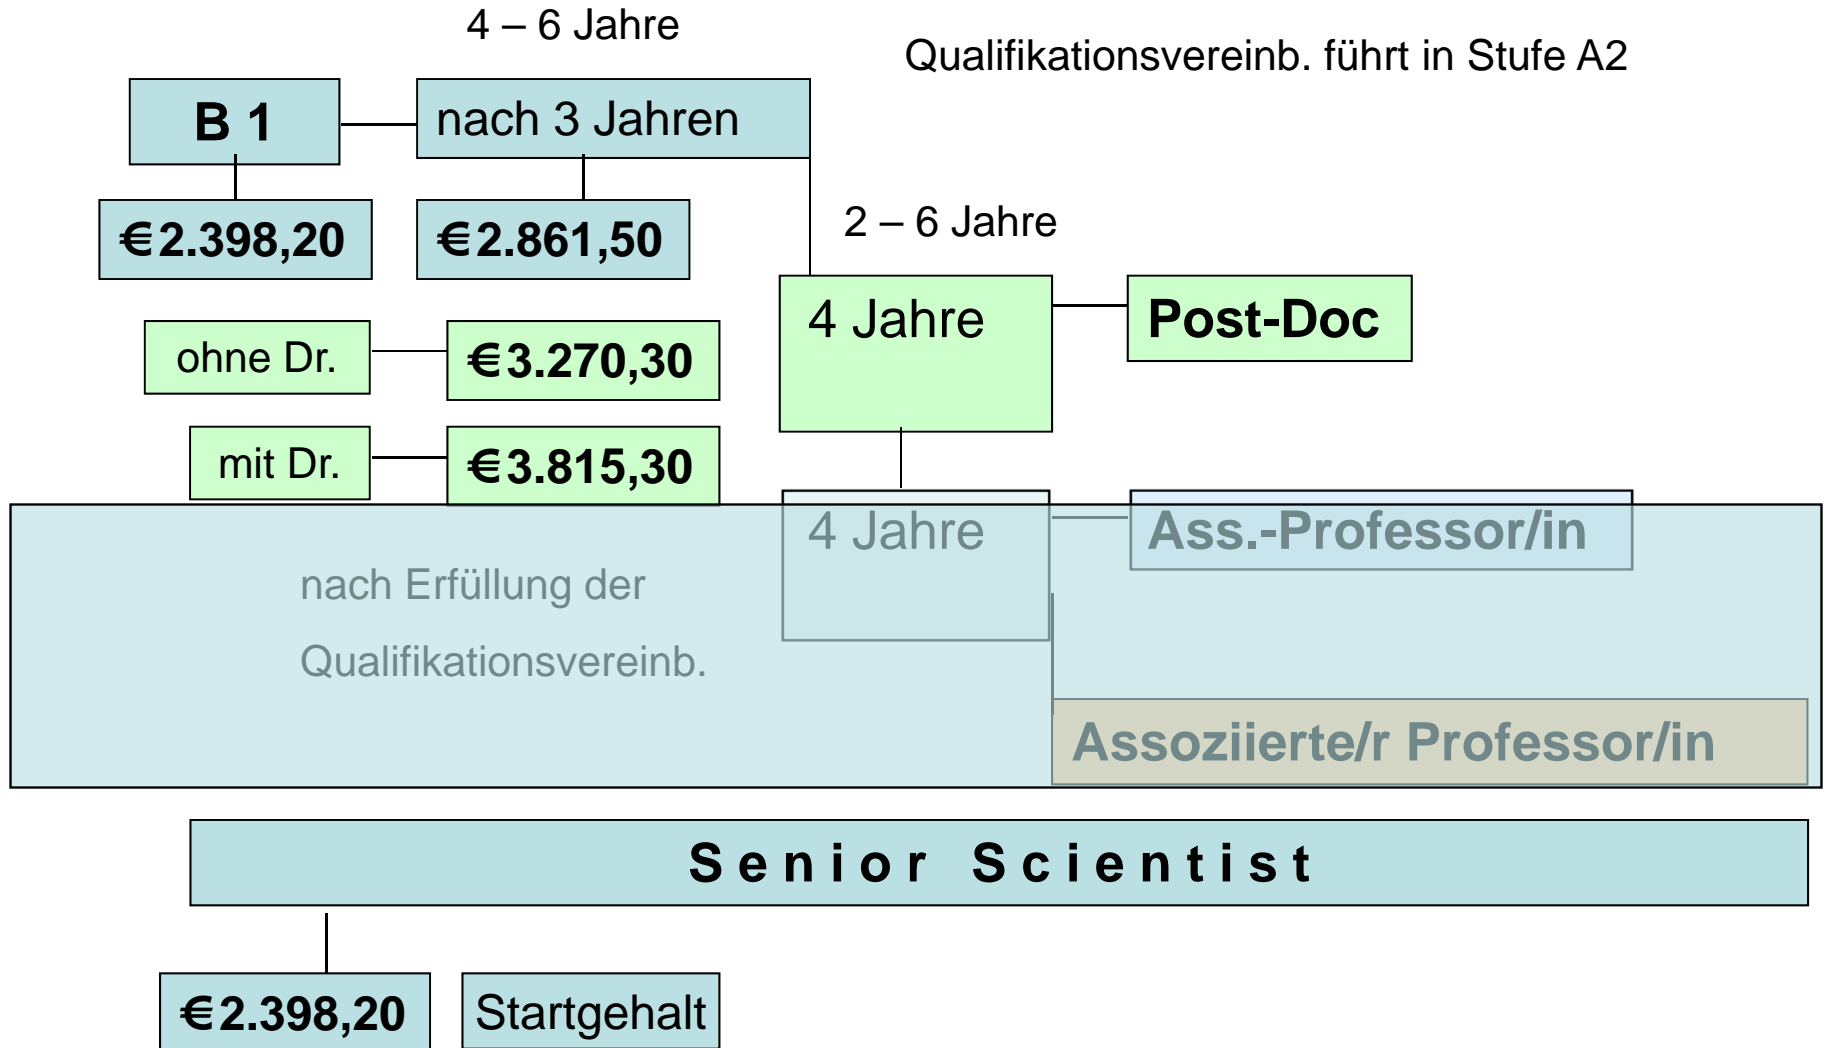 4 – 6 Jahre
Qualifikationsvereinb. führt in Stufe A2
B 1
nach 3 Jahren
€ 2.398,20
€ 2.861,50
2 – 6 Jahre
4 Jahre
Post-Doc
ohne Dr.
€ 3.270,30
mit Dr.
€ 3.815,30
4 Jahre
Ass.-Professor/in
nach Erfüllung der
Qualifikationsvereinb.
Assoziierte/r Professor/in
Senior Scientist
€ 2.398,20
Startgehalt